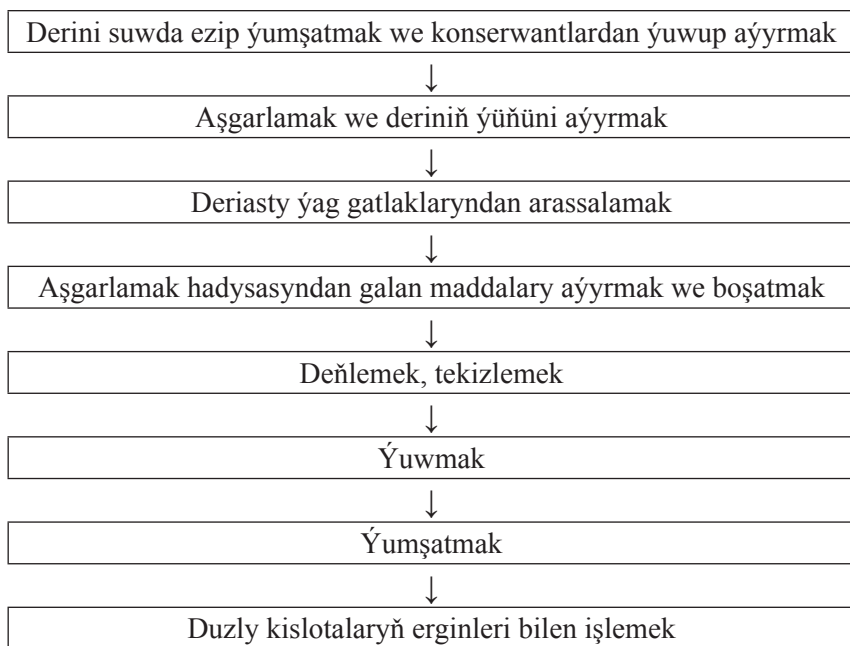 Derini suwda ezip ýumşatmak we konserwantlardan ýuwup aýyrmak
↓
Aşgarlamak we deriniň ýüňüni aýyrmak
↓
Deriasty ýag gatlaklaryndan arassalamak
↓
Aşgarlamak hadysasyndan galan maddalary aýyrmak we boşatmak
↓
Deňlemek, tekizlemek
↓
Ýuwmak
↓
Ýumşatmak
↓
Duzly kislotalaryň erginleri bilen işlemek